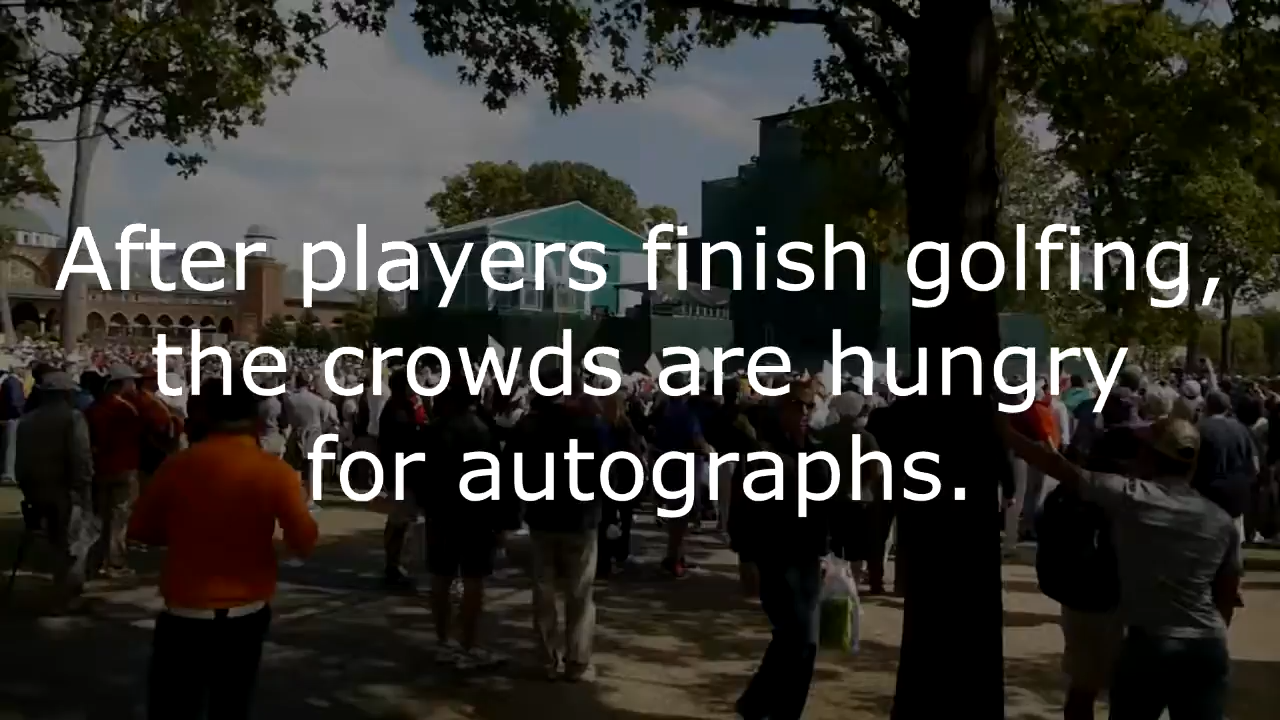 After players finish golfing,
the crowds are hungry
for autographs.